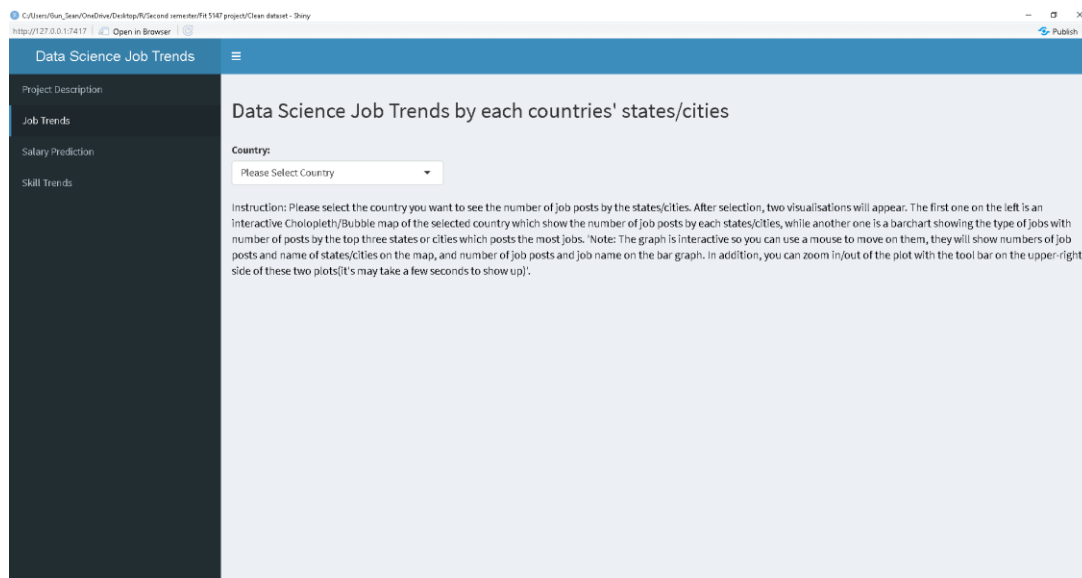 C:/Users/Gun_Sean/OneDrive/Desktop/R/Second semester/Fit 5147 project/Clean dataset - Shiny
http://127.0.0.1:7417 Open in Browser Publish
Data Science Job Trends
Project Description
Job Trends
Salary Prediction
Skill Trends
Data Science Job Trends by each countries' states/cities
Country:
Please Select Country
Instruction: Please select the country you want to see the number of job posts by the states/cities. After selection, two visualisations will appear. The first one on the left is an
interactive Cholopleth/Bubble map of the selected country which show the number of job posts by each states/cities, while another one is a barchart showing the type of jobs with
number of posts by the top three states or cities which posts the most jobs. 'Note: The graph is interactive so you can use a mouse to move on them, they will show numbers of job
posts and name of states/cities on the map, and number of job posts and job name on the bar graph. In addition, you can zoom in/out of the plot with the tool bar on the upper-right
side of these two plots(it's may take a few seconds to show up)'.